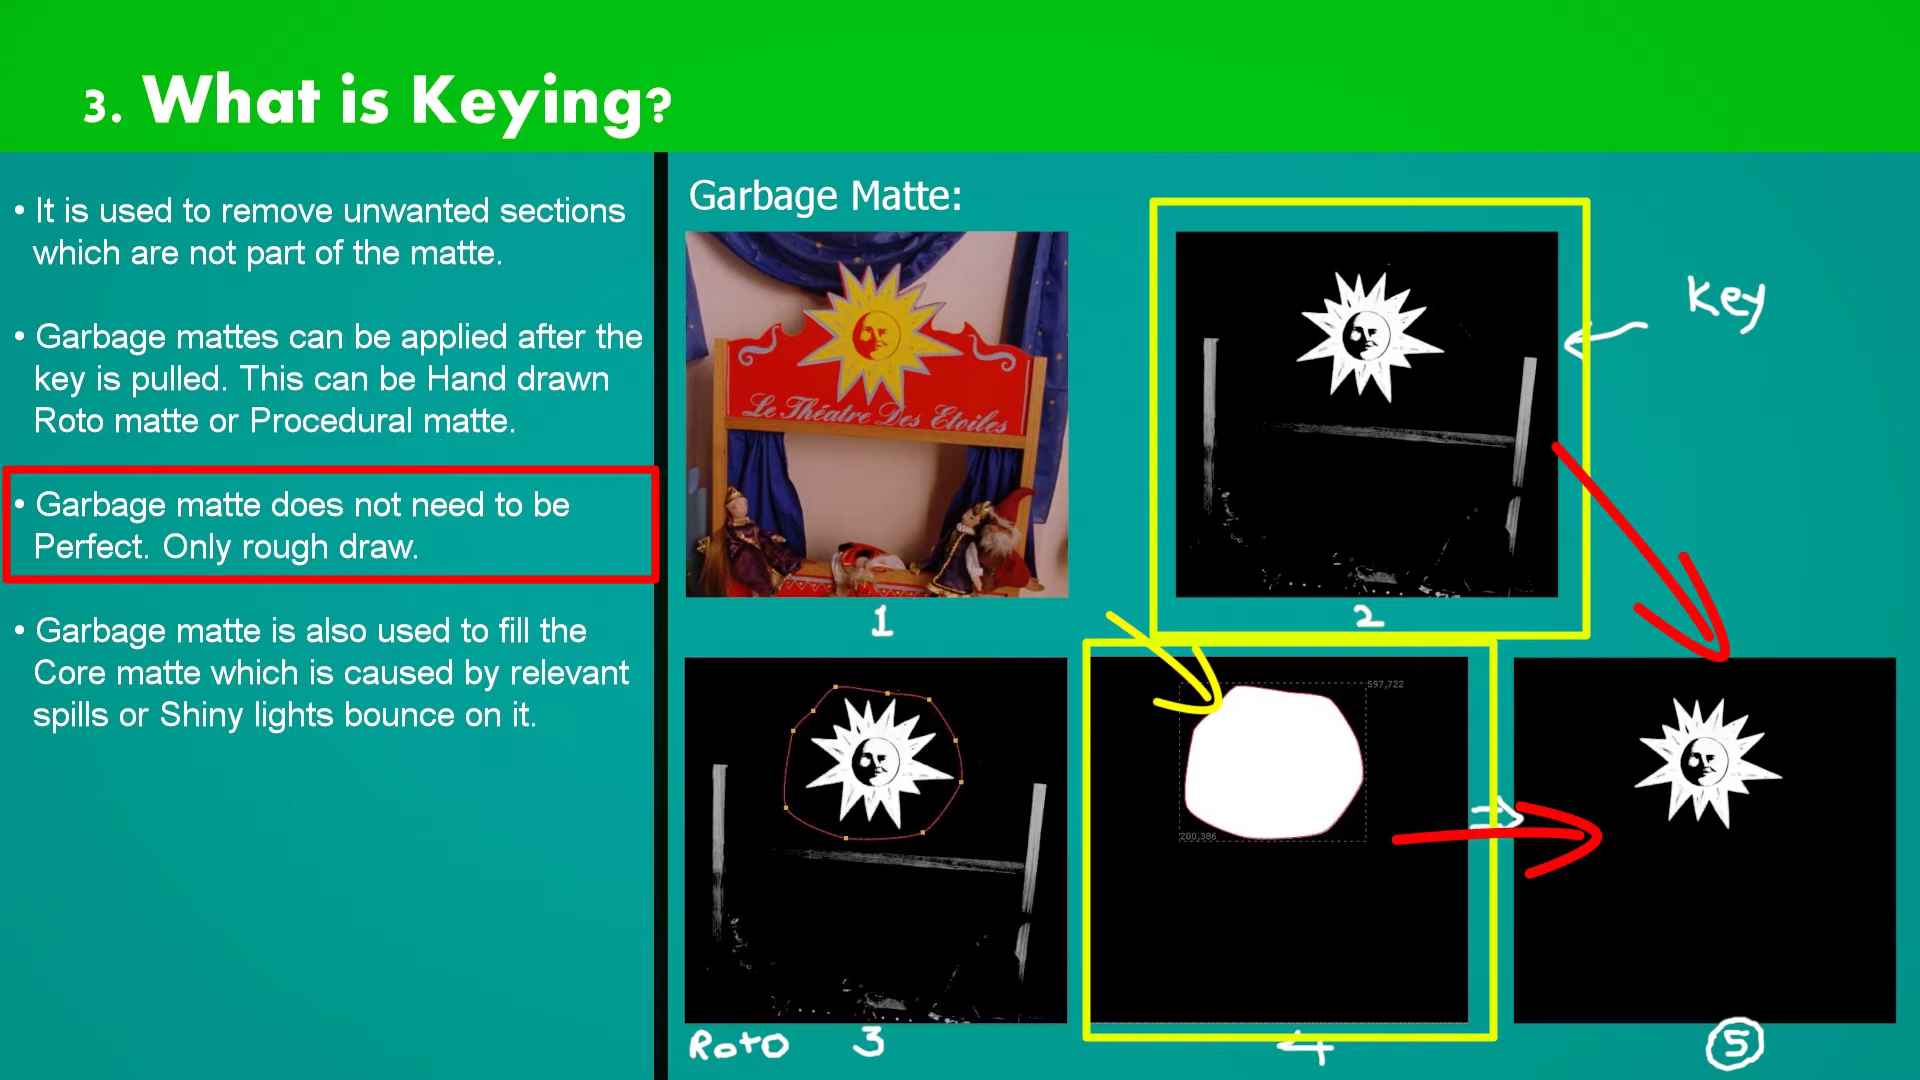 3. What is Keying?
• It is used to remove unwanted sections
which are not part of the matte.
• Garbage mattes can be applied after the
key is pulled. This can be Hand drawn
Roto matte or Procedural matte.
• Garbage matte does not need to be
Perfect. Only rough draw.
• Garbage matte is also used to fill the
Core matte which is caused by relevant
spills or Shiny lights bounce on it.
Garbage Matte:
Le Théatre Des Etoiles
Key
1
2
597,722
200,386
Roto 3
4
5